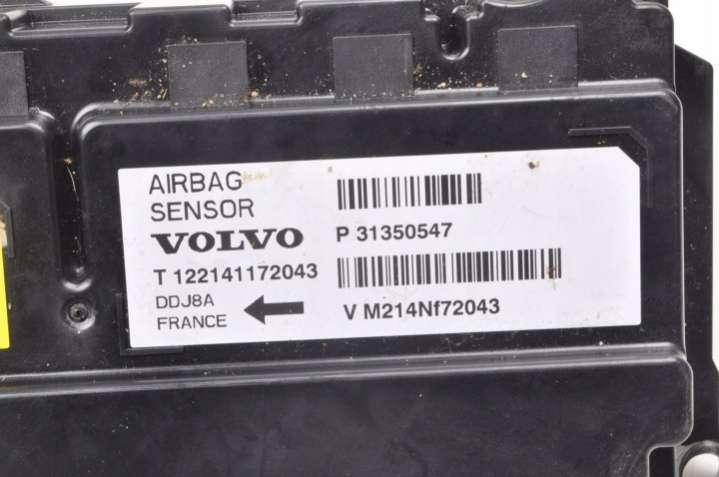 AIRBAG
SENSOR
VOLVO
P 31350547
T 122141172043
DDJ8A
FRANCE
V M214Nf72043